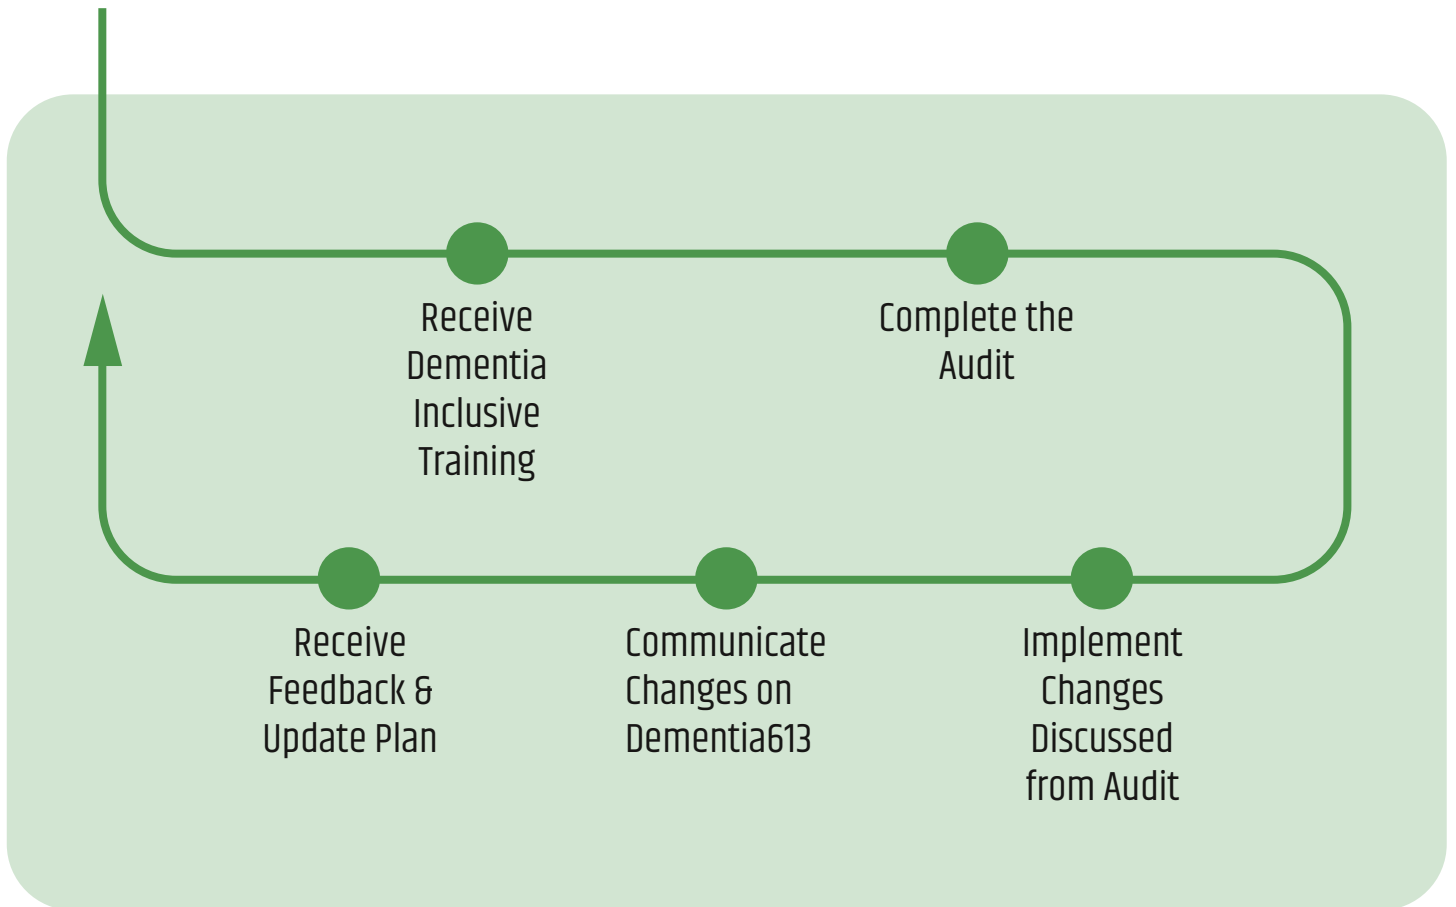 Receive
Dementia
Inclusive
Training
Complete the
Audit
Receive
Feedback &
Update Plan
Communicate
Changes on
Dementia613
Implement
Changes
Discussed
from Audit